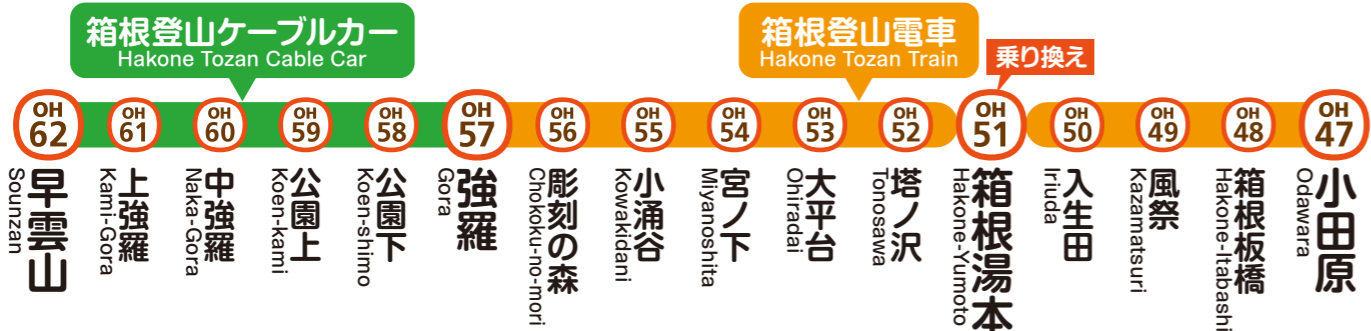 箱根登山ケーブルカー
Hakone Tozan Cable Car
箱根登山電車
Hakone Tozan Train
乗り換え
OH
62
早雲山
Sounzan
OH
61
上強羅
Kami-Gora
OH
60
中強羅
Naka-Gora
OH
59
公園上
Koen-kami
OH
58
公園下
Koen-shimo
OH
57
強羅
Gora
OH
56
彫刻の森
Chokoku-no-mori
OH
55
小涌谷
Kowakidani
OH
54
宮ノ下
Miyanoshita
OH
53
大平台
Ohiradai
OH
52
塔ノ沢
Tonosawa
OH
51
箱根湯本
Hakone-Yumoto
OH
50
入生田
Iriuda
OH
49
風祭
Kazamatsuri
OH
48
箱根板橋
Hakone-Itabashi
OH
47
小田原
Odawara